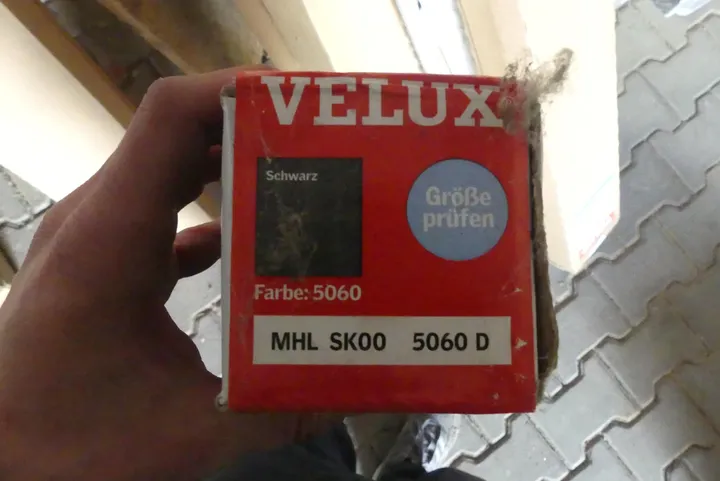 VELUX
Schwarz
Größe
prüfen
Farbe: 5060
MHL SK00 5060 D